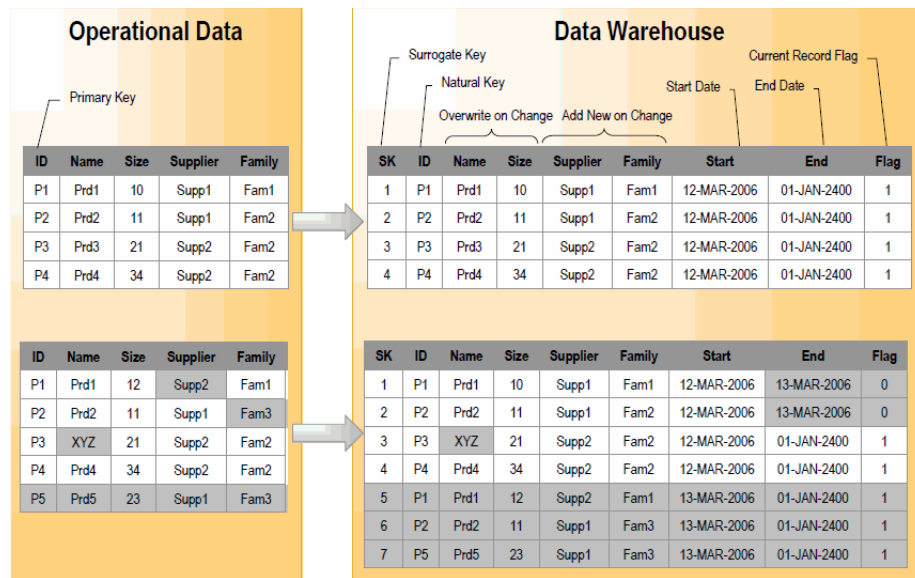 Operational Data
Primary Key
ID Name Size Supplier Family
P1 Prd1 10 Supp1 Fam1
P2 Prd2 11 Supp1 Fam2
P3 Prd3 21 Supp2 Fam2
P4 Prd4 34 Supp2 Fam2
ID Name Size Supplier Family
P1 Prd1 12 Supp2 Fam1
P2 Prd2 11 Supp1 Fam3
P3 XYZ 21 Supp2 Fam2
P4 Prd4 34 Supp2 Fam2
P5 Prd5 23 Supp1 Fam3
Data Warehouse
Surrogate Key
Current Record Flag
Natural Key
Start Date
End Date
Overwrite on Change
Add New on Change
SK ID Name Size Supplier Family Start End Flag
1 P1 Prd1 10 Supp1 Fam1 12-MAR-2006 01-JAN-2400 1
2 P2 Prd2 11 Supp1 Fam2 12-MAR-2006 01-JAN-2400 1
3 P3 Prd3 21 Supp2 Fam2 12-MAR-2006 01-JAN-2400 1
4 P4 Prd4 34 Supp2 Fam2 12-MAR-2006 01-JAN-2400 1
SK ID Name Size Supplier Family Start End Flag
1 P1 Prd1 10 Supp1 Fam1 12-MAR-2006 13-MAR-2006 0
2 P2 Prd2 11 Supp1 Fam2 12-MAR-2006 13-MAR-2006 0
3 P3 XYZ 21 Supp2 Fam2 12-MAR-2006 01-JAN-2400 1
4 P4 Prd4 34 Supp2 Fam2 12-MAR-2006 01-JAN-2400 1
5 P1 Prd1 12 Supp2 Fam1 13-MAR-2006 01-JAN-2400 1
6 P2 Prd2 11 Supp1 Fam3 13-MAR-2006 01-JAN-2400 1
7 P5 Prd5 23 Supp1 Fam3 13-MAR-2006 01-JAN-2400 1